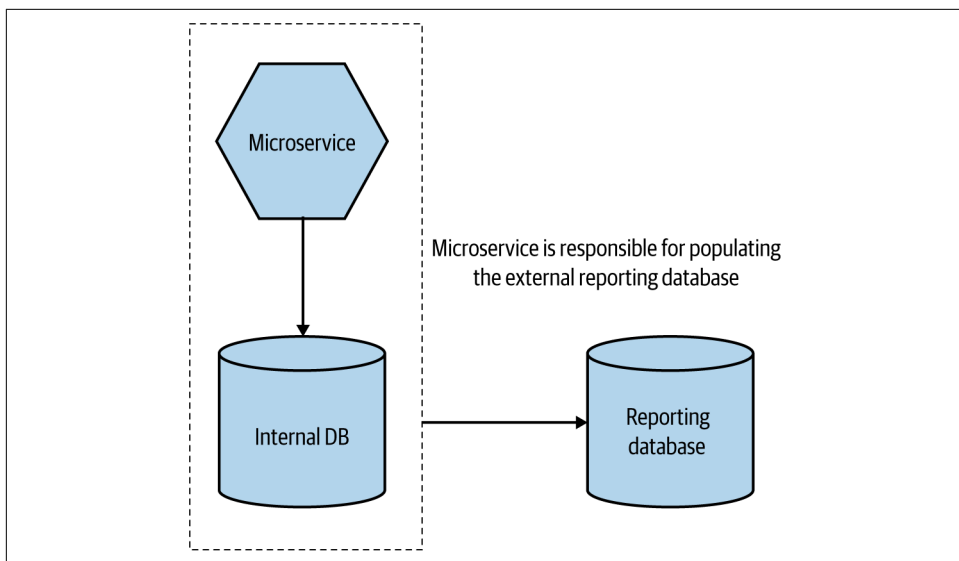 Microservice
Microservice is responsible for populating
the external reporting database
Internal DB
Reporting
database